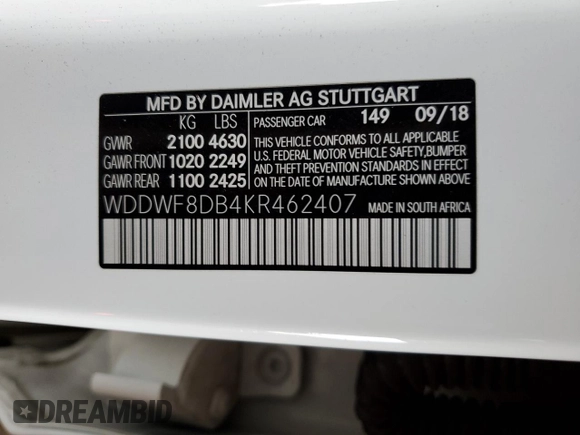 MFD BY DAIMLER AG STUTTGART
KG LBS PASSENGER CAR 149 09/18
GVWR 2100 4630
GAWR FRONT 1020 2249
GAWR REAR 1100 2425
THIS VEHICLE CONFORMS TO ALL APPLICABLE
U.S. FEDERAL MOTOR VEHICLE SAFETY, BUMPER
AND THEFT PREVENTION STANDARDS IN EFFECT
ON THE DATE OF MANUFACTURE SHOWN ABOVE
WDDWF8DB4KR462407 MADE IN SOUTH AFRICA
DREAMBID